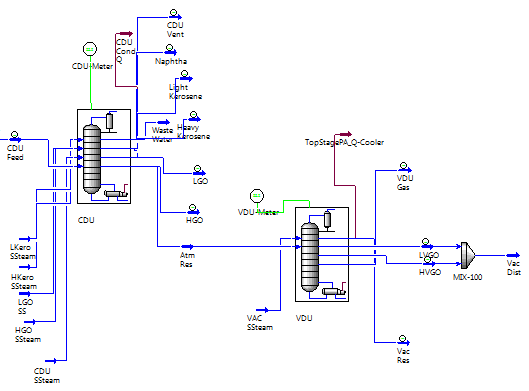 CDU
Vent
CDU
Cond
Q
CDU-Meter
Naphtha
Light
Kerosene
Waste
Water
Heavy
Kerosene
CDU
Feed
TopStagePA_Q-Cooler
LGO
VDU
Gas
VDU-Meter
CDU
HGO
LKero
SSteam
Atm
Res
LVGO
HVGO
Vac
Dist
MIX-100
HKero
SSteam
LGO
SS
VAC
SSteam
VDU
HGO
SSteam
Vac
Res
CDU
SSteam